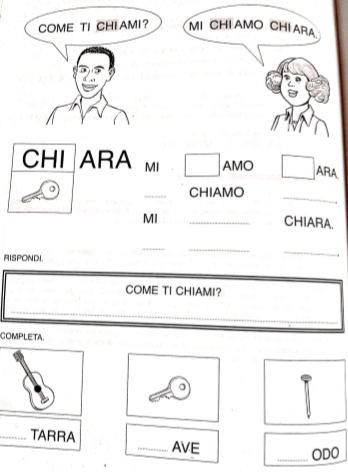 COME TI CHIAMI?
MI CHIAMO CHIARA.
CHI ARA MI AMO ARA.
CHIAMO
MI CHIARA.
RISPONDI.
COME TI CHIAMI?
COMPLETA.
TARRA AVE ODO